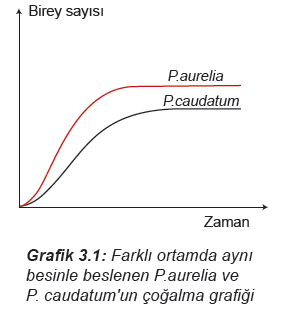 Birey sayısı
P.aurelia
P.caudatum
Zaman
Grafik 3.1: Farklı ortamda aynı
besinle beslenen P.aurelia ve
P. caudatum'un çoğalma grafiği